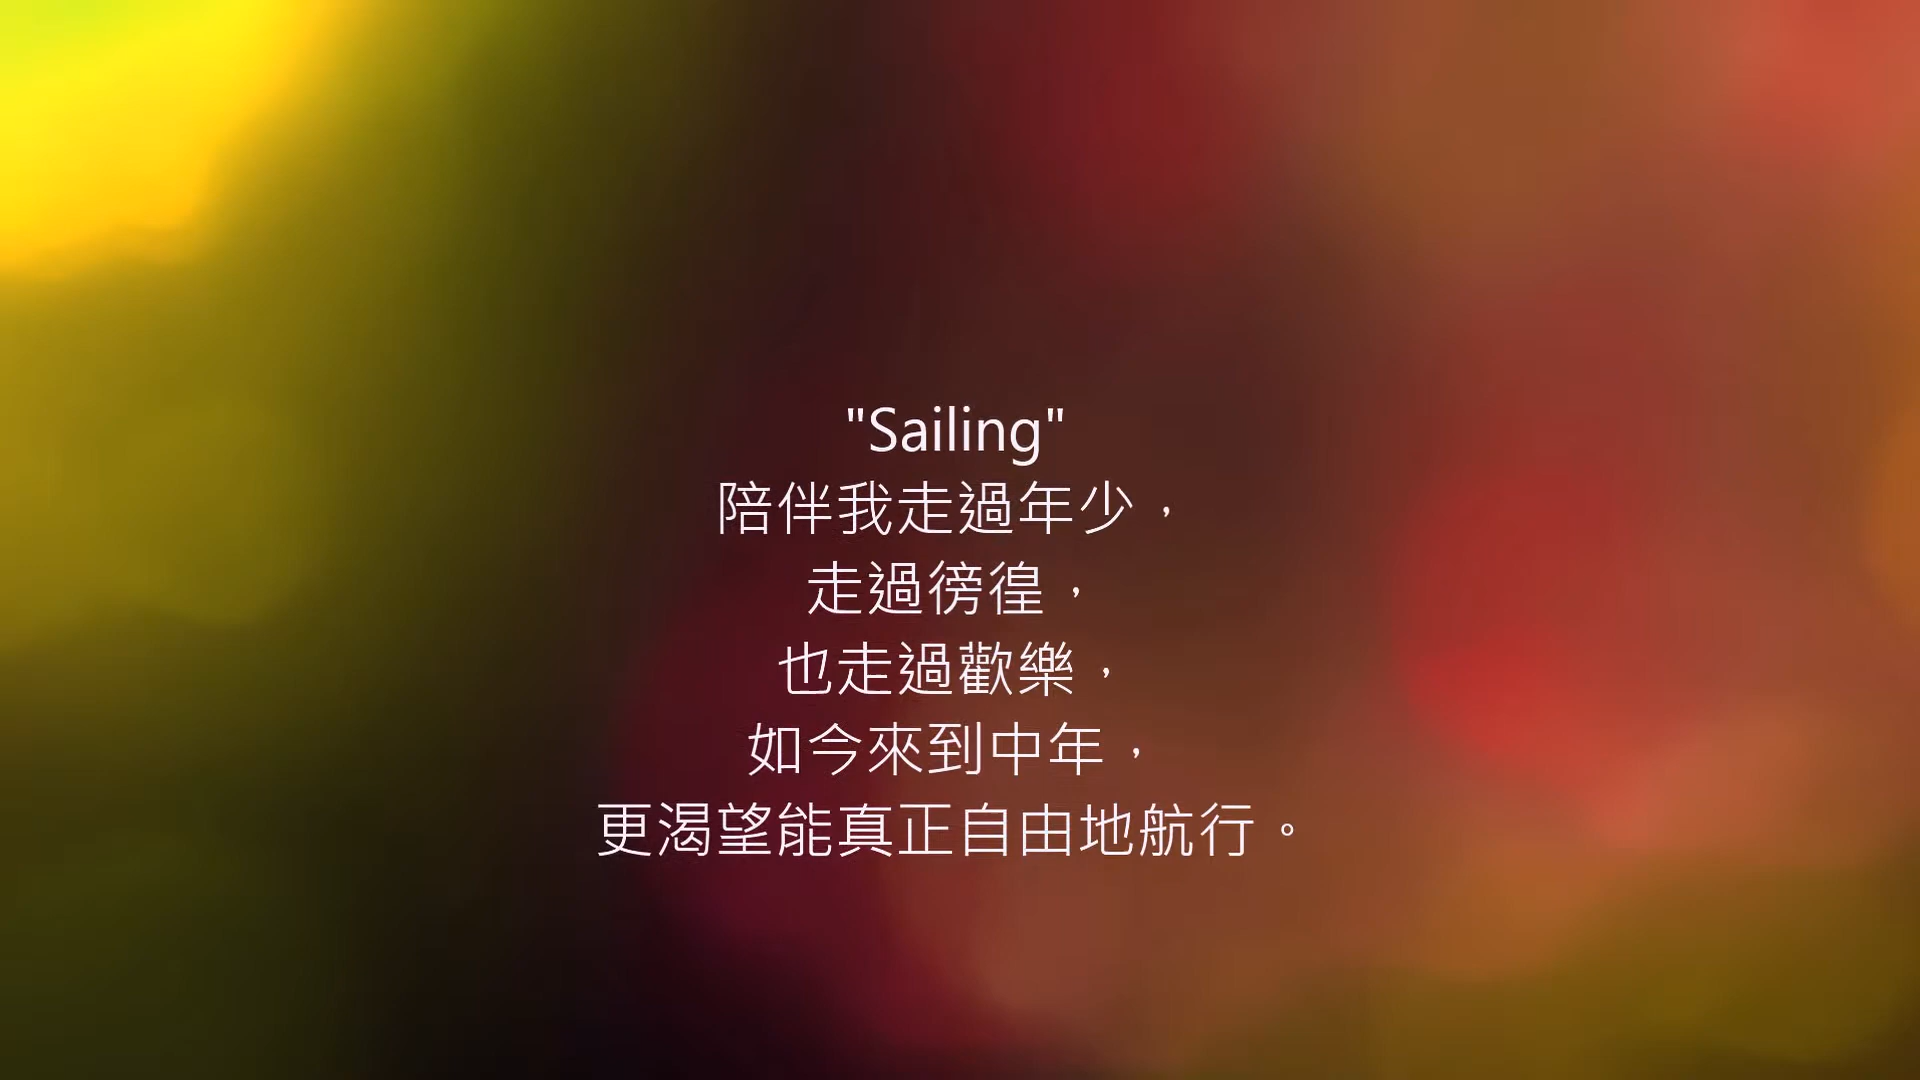 "Sailing"
陪伴我走過年少，
走過徬徨，
也走過歡樂，
如今來到中年，
更渴望能真正自由地航行。